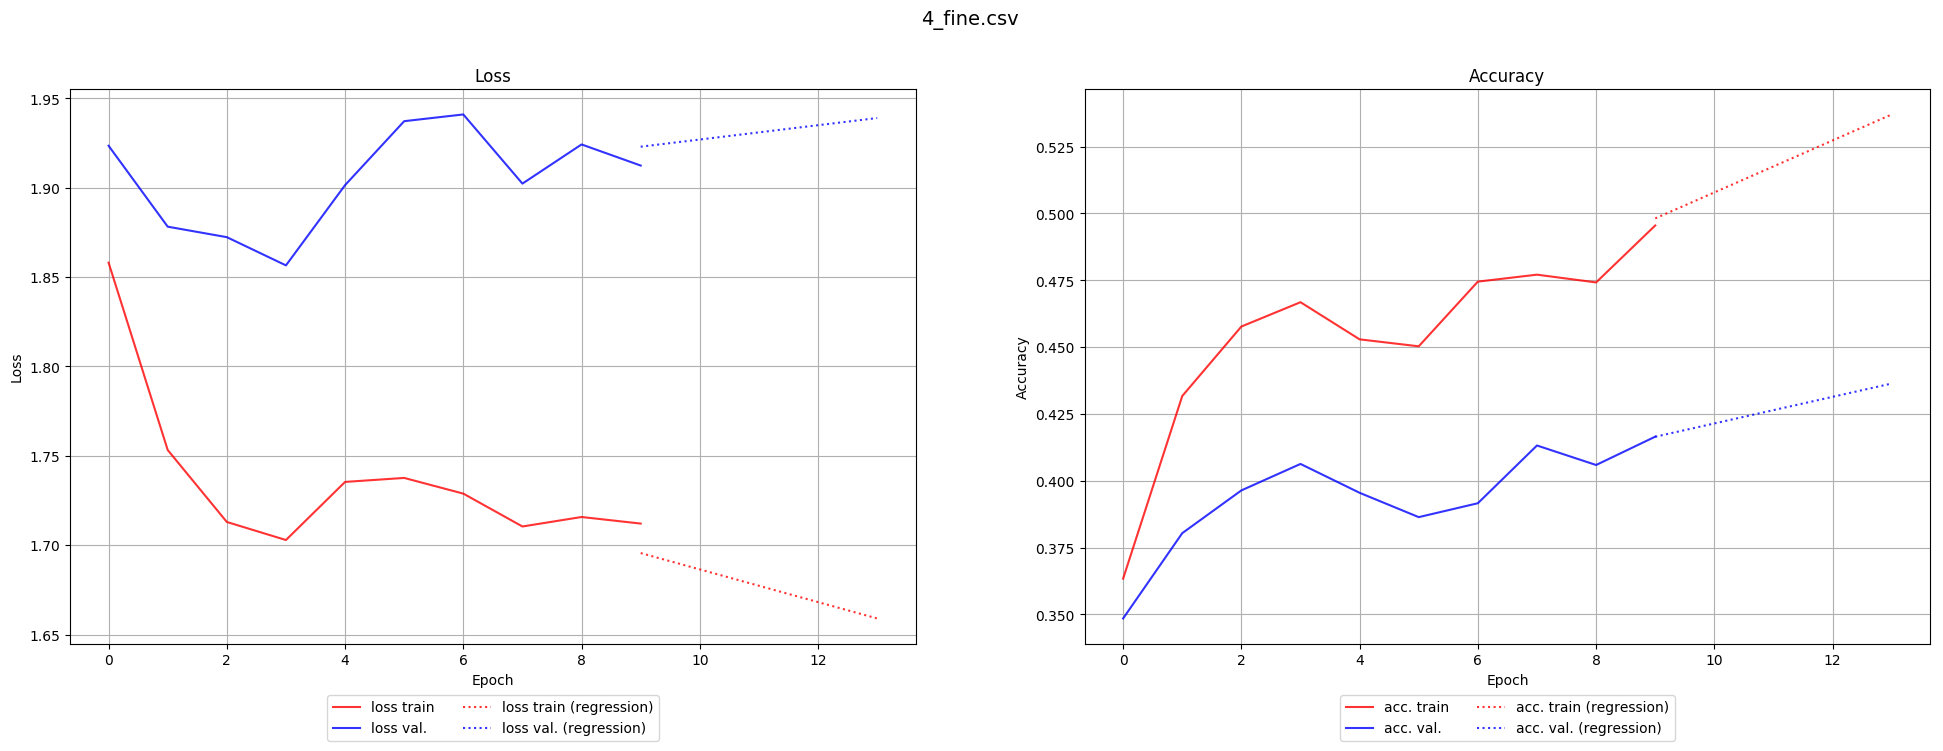 4_fine.csv
Loss
Loss
1.95
1.90
1.85
1.80
1.75
1.70
1.65
0 2 4 6 8 10 12
Epoch
loss train loss train (regression)
loss val. loss val. (regression)
Accuracy
Accuracy
0.525
0.500
0.475
0.450
0.425
0.400
0.375
0.350
0 2 4 6 8 10 12
Epoch
acc. train acc. train (regression)
acc. val. acc. val. (regression)